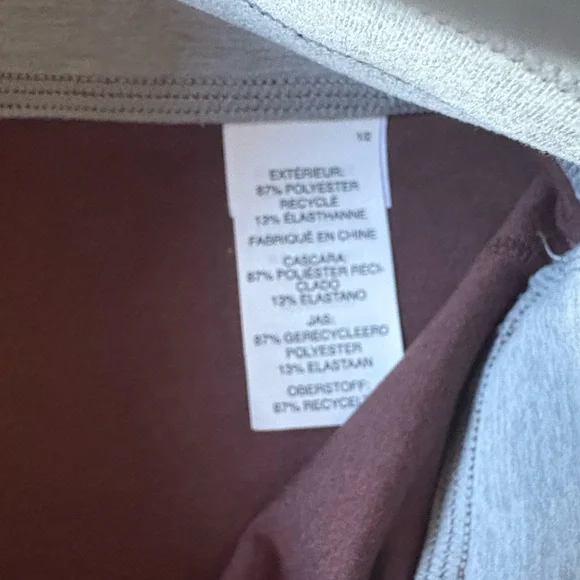 EXTÉRIEUR:
87% POLYESTER
RECYCLÉ
13% ÉLASTHANNE
FABRIQUÉ EN CHINE
CASCARA:
87% POLIÉSTER RECI-
CLADO
13% ELASTANO
JAS:
87% GERECYCLEERD
POLYESTER
13% ELASTAAN
OBERSTOFF:
87% RECYCEL